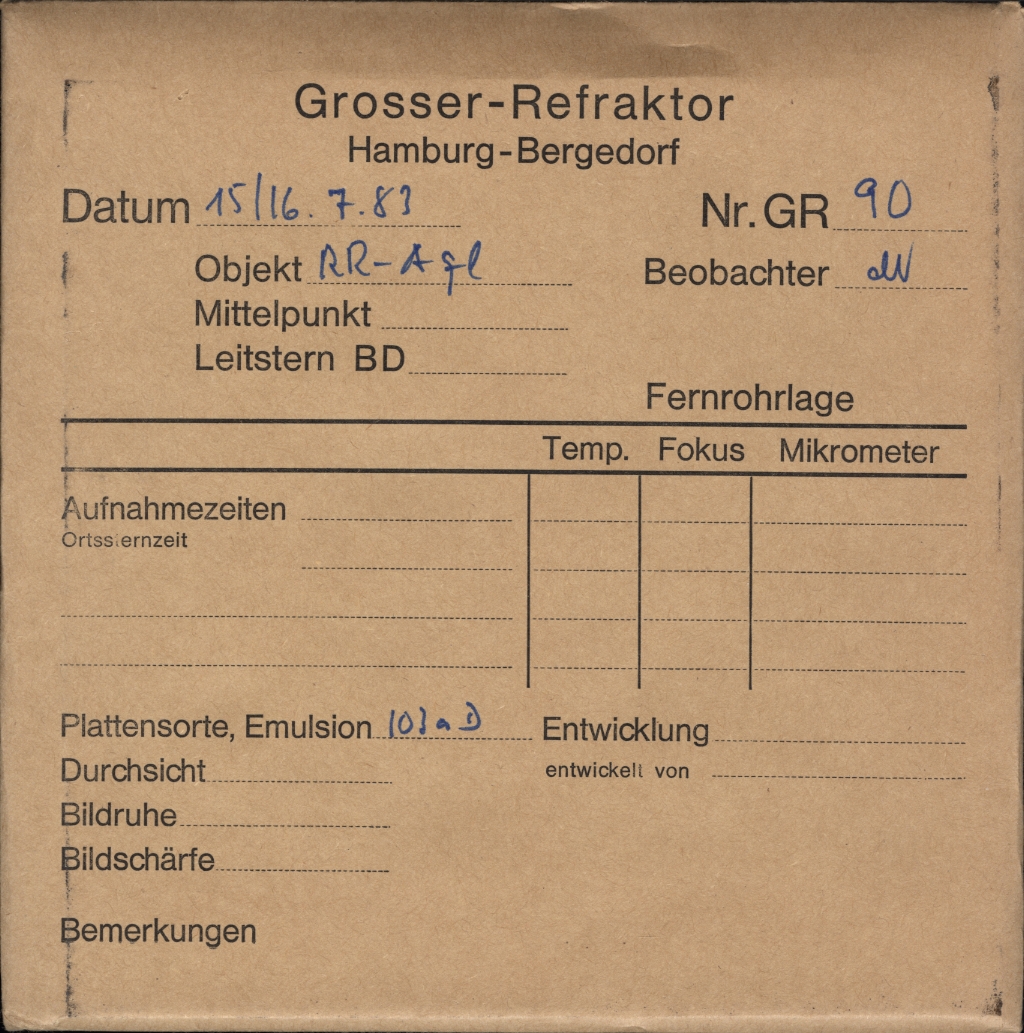 Grosser-Refraktor
Hamburg-Bergedorf
Datum 15/16. 7. 83 Nr. GR 90
Objekt RR-Aql Beobachter dW
Mittelpunkt
Leitstern BD
Fernrohrlage
Temp. Fokus Mikrometer
Aufnahmezeiten
Ortssternzeit
Plattensorte, Emulsion 103aD Entwicklung
Durchsicht entwickelt von
Bildruhe
Bildschärfe
Bemerkungen